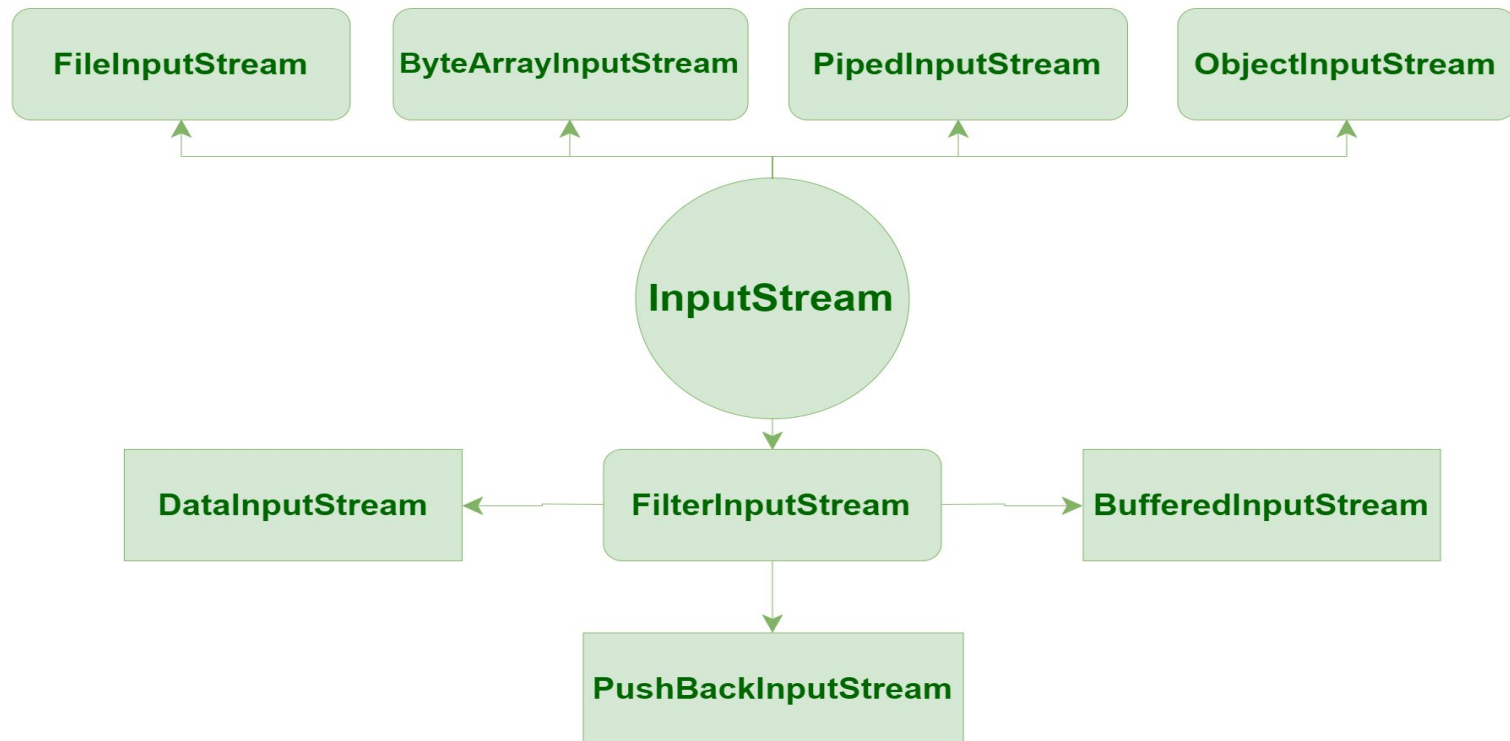 FileInputStream
ByteArrayInputStream
PipedInputStream
ObjectInputStream
InputStream
DataInputStream
FilterInputStream
BufferedInputStream
PushBackInputStream